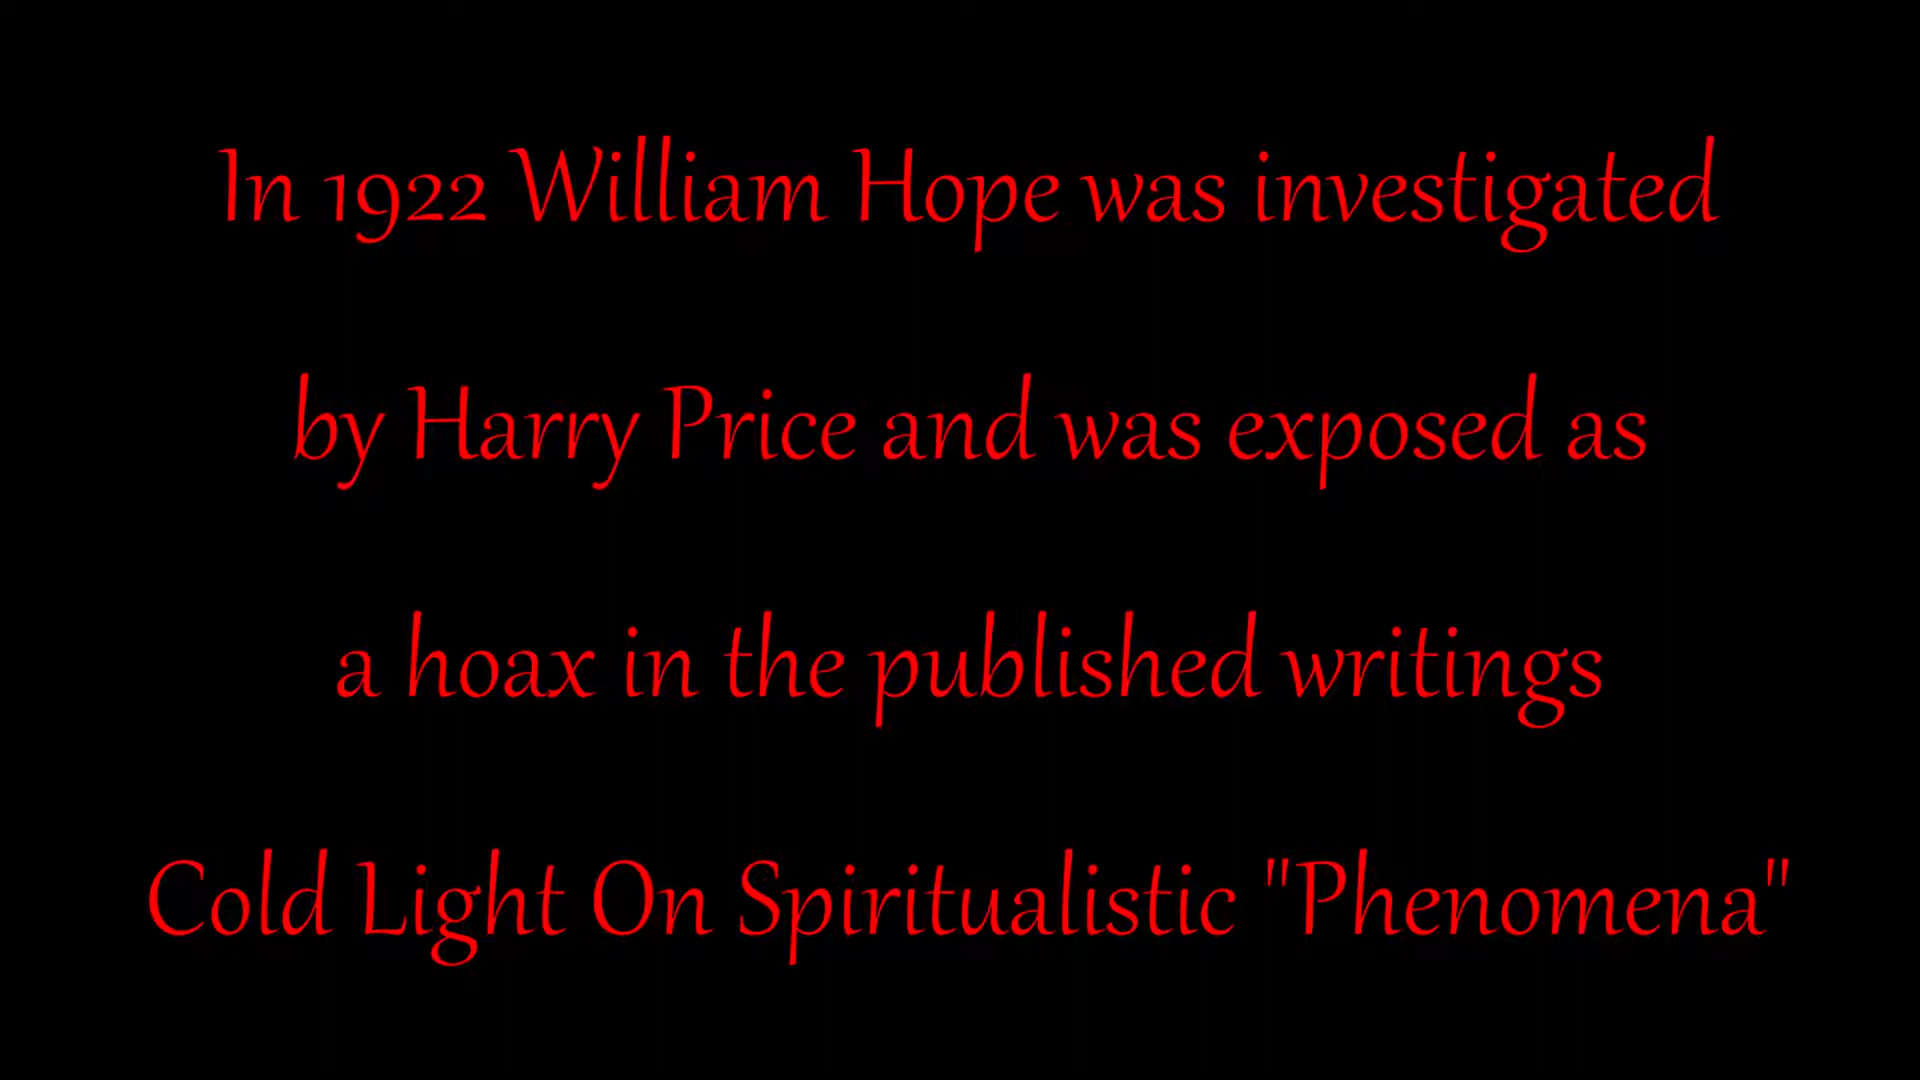 In 1922 William Hope was investigated
by Harry Price and was exposed as
a hoax in the published writings
Cold Light On Spiritualistic "Phenomena"